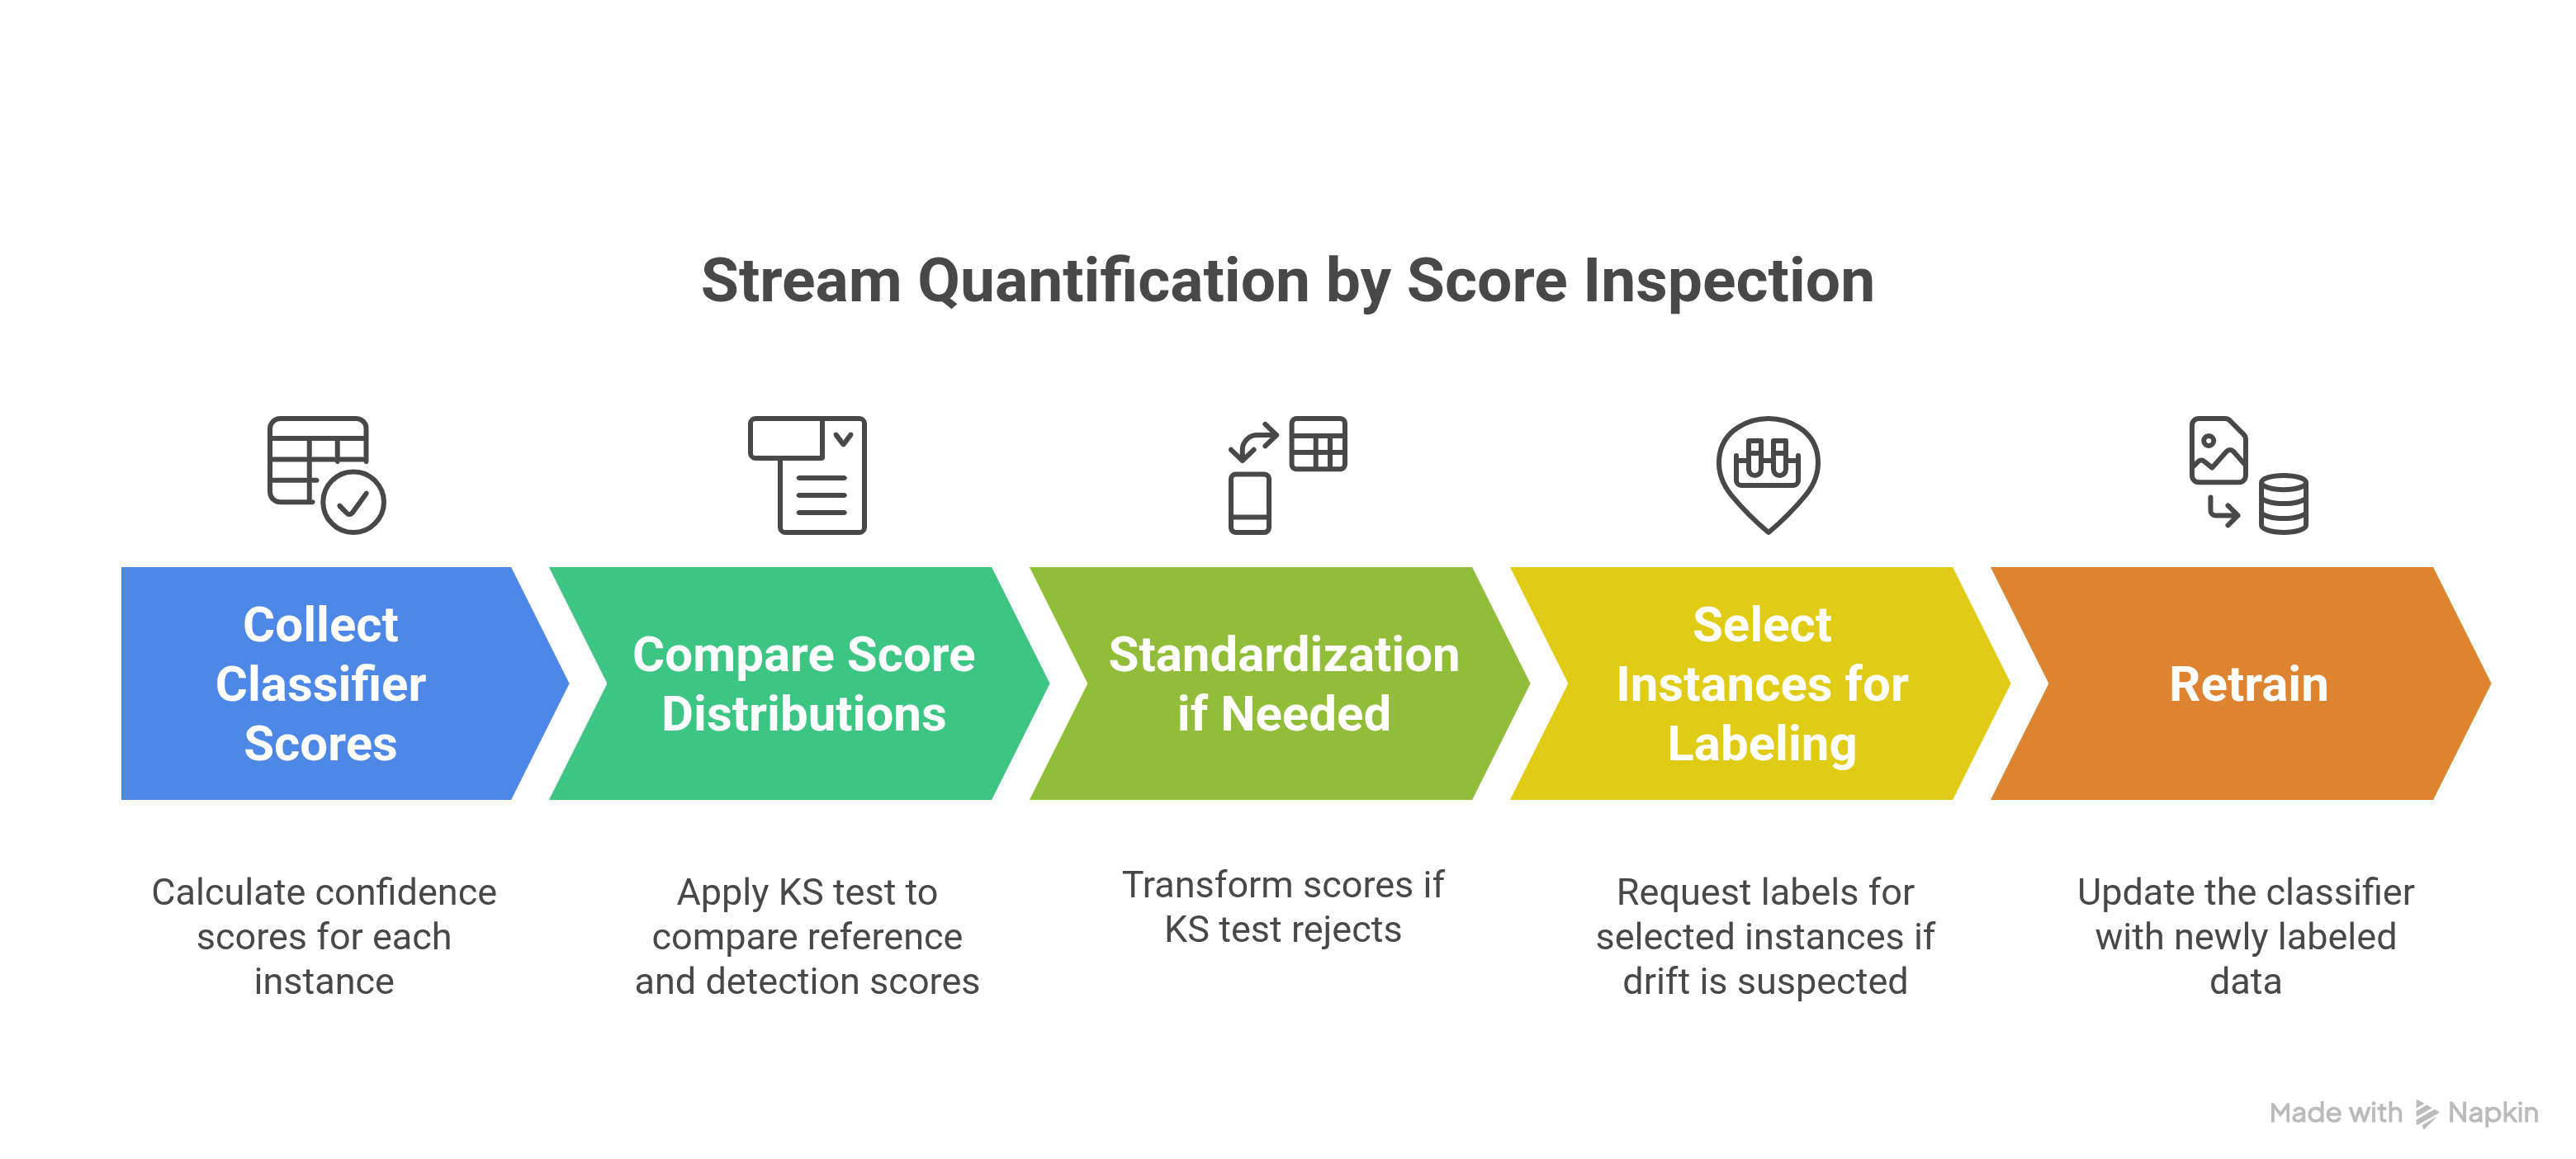 Stream Quantification by Score Inspection
Collect
Classifier
Scores
Compare Score
Distributions
Standardization
if Needed
Select
Instances for
Labeling
Retrain
Calculate confidence
scores for each
instance
Apply KS test to
compare reference
and detection scores
Transform scores if
KS test rejects
Request labels for
selected instances if
drift is suspected
Update the classifier
with newly labeled
data
Made with Napkin